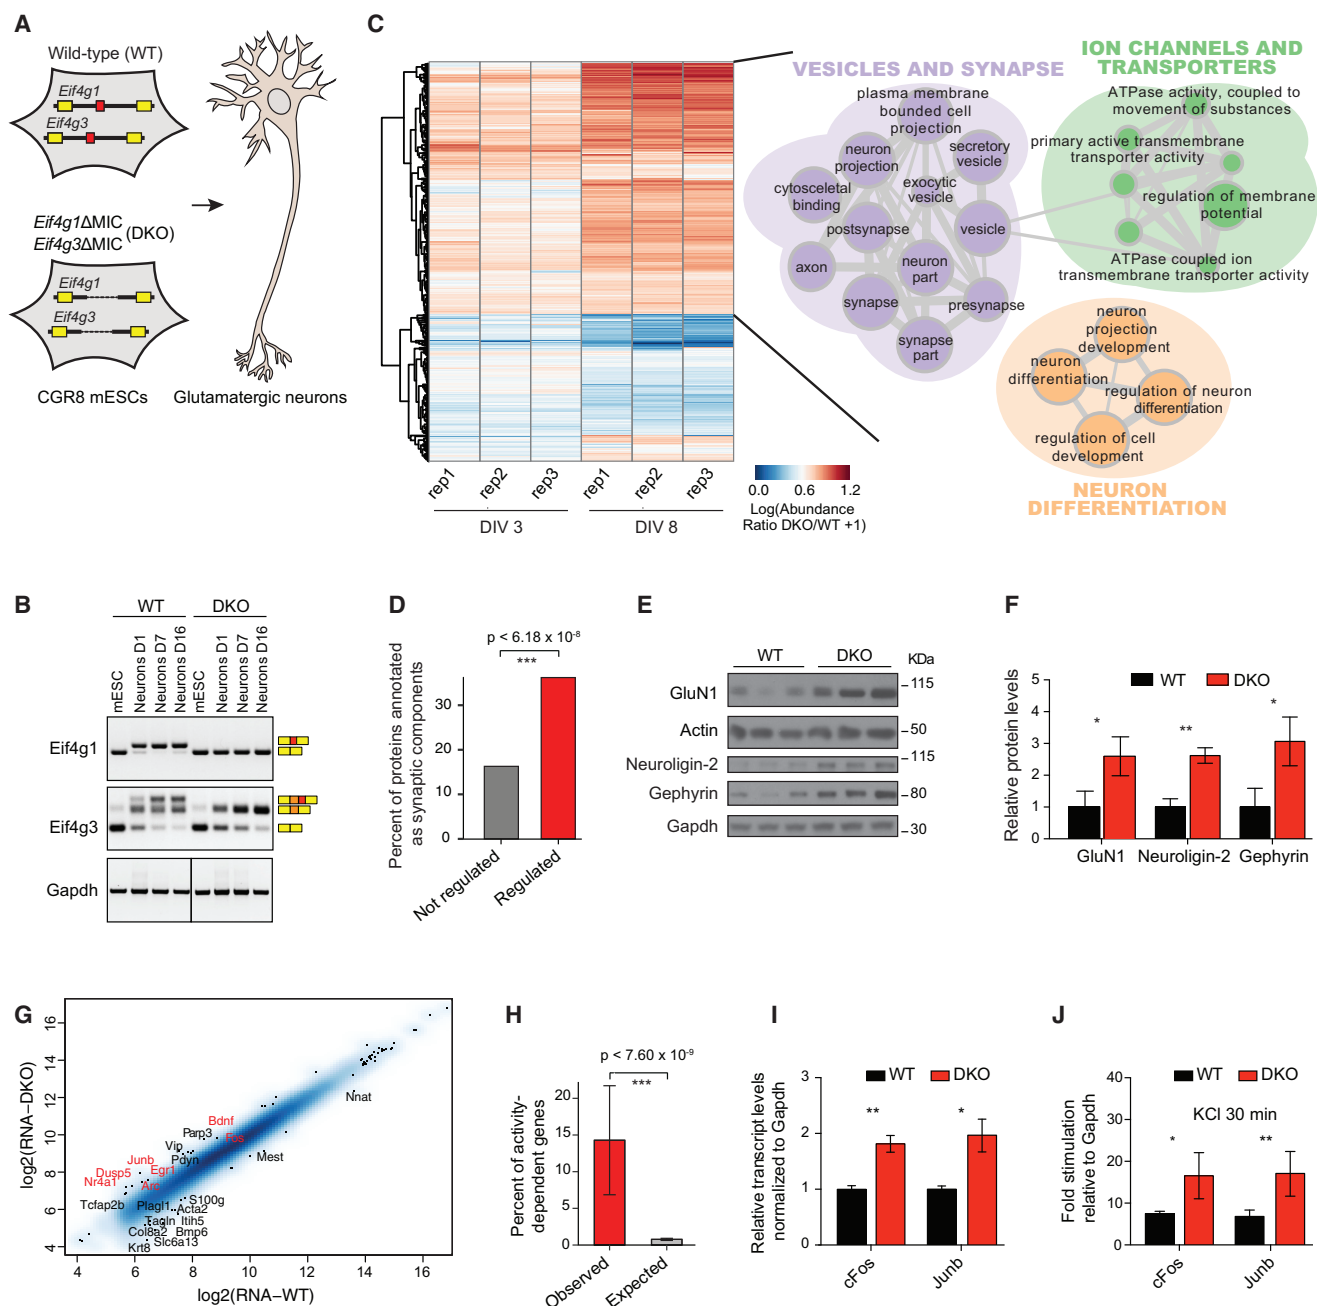 A
Wild-type (WT)
Eif4g1
Eif4g3
Eif4g1ΔMIC
Eif4g3ΔMIC
(DKO)
Eif4g1
Eif4g3
CGR8 mESCs
Glutamatergic neurons
C
rep1
rep2
rep3
rep1
rep2
rep3
DIV 3
DIV 8
0.0
0.6
1.2
Log(Abundance
Ratio DKO/WT +1)
VESICLES AND SYNAPSE
plasma membrane
bounded cell
projection
neuron
projection
secretory
vesicle
cytosceletal
binding
exocytic
vesicle
postsynapse
vesicle
axon
neuron
part
synapse
presynapse
synapse
part
ION CHANNELS AND
TRANSPORTERS
ATPase activity, coupled to
movement of substances
primary active transmembrane
transporter activity
regulation of membrane
potential
ATPase coupled ion
transmembrane transporter activity
neuron
projection
development
neuron
differentiation
regulation of neuron
differentiation
regulation of cell
development
NEURON
DIFFERENTIATION
B
WT
DKO
mESC
Neurons D1
Neurons D7
Neurons D16
mESC
Neurons D1
Neurons D7
Neurons D16
Eif4g1
Eif4g3
Gapdh
D
p < 6.18 x 10-8
***
Percent of proteins annotated
as synaptic components
30
20
10
0
Not regulated
Regulated
E
WT
DKO
KDa
GluN1
115
Actin
50
115
Neuroligin-2
Gephyrin
80
Gapdh
30
F
WT
DKO
Relative protein levels
5
4
3
2
1
0
*
**
*
GluN1
Neuroligin-2
Gephyrin
G
log2(RNA−DKO)
16
14
12
10
8
6
4
4
6
8
10
12
14
16
log2(RNA−WT)
Nnat
Bdnf
Fos
Parp3
Vip
Mest
Junb
Pdyn
Dusp5
Egr1
Nr4a1
Arc
Tcfap2b
Plagl1
S100g
Acta2
Tagln
Itih5
Col8a2
Bmp6
Slc6a13
Krt8
H
p < 7.60 x 10-9
***
Percent of activity-
dependent genes
20
15
10
5
0
Observed
Expected
I
WT
DKO
Relative transcript levels
normalized to Gapdh
3
2
1
0
**
*
cFos
Junb
J
WT
DKO
KCl 30 min
Fold stimulation
relative to Gapdh
40
30
20
10
0
*
**
cFos
Junb